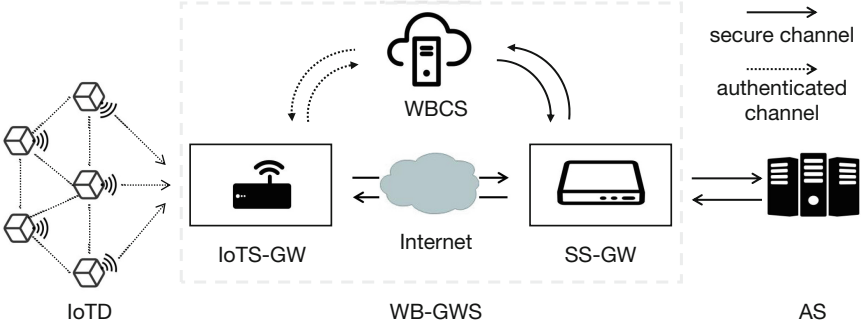 secure channel
authenticated
channel
WBCS
Internet
IoTS-GW
SS-GW
IoTD
WB-GWS
AS